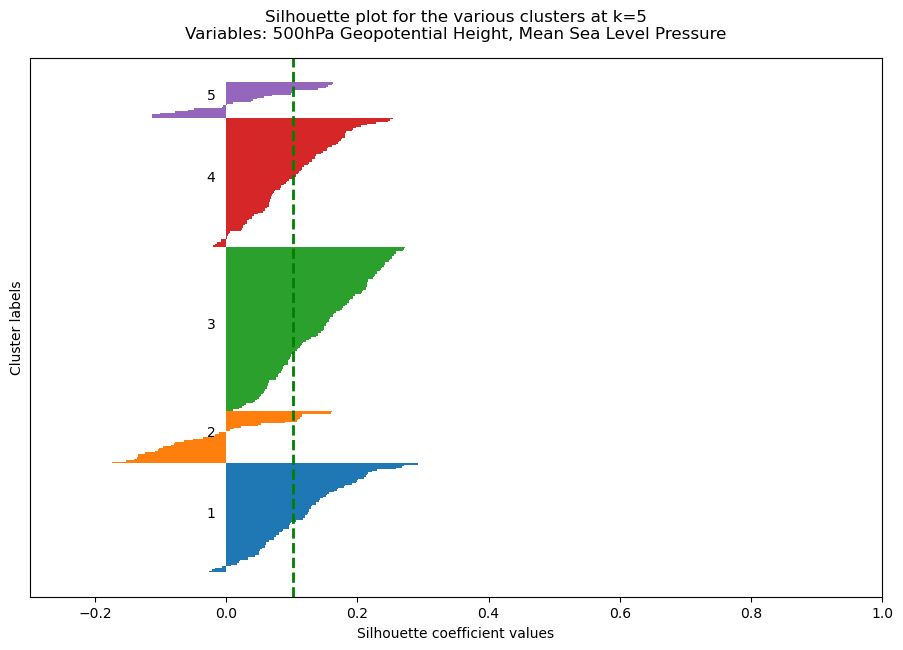 Silhouette plot for the various clusters at k=5
Variables: 500hPa Geopotential Height, Mean Sea Level Pressure
Cluster labels
5
4
3
2
1
−0.2 0.0 0.2 0.4 0.6 0.8 1.0
Silhouette coefficient values